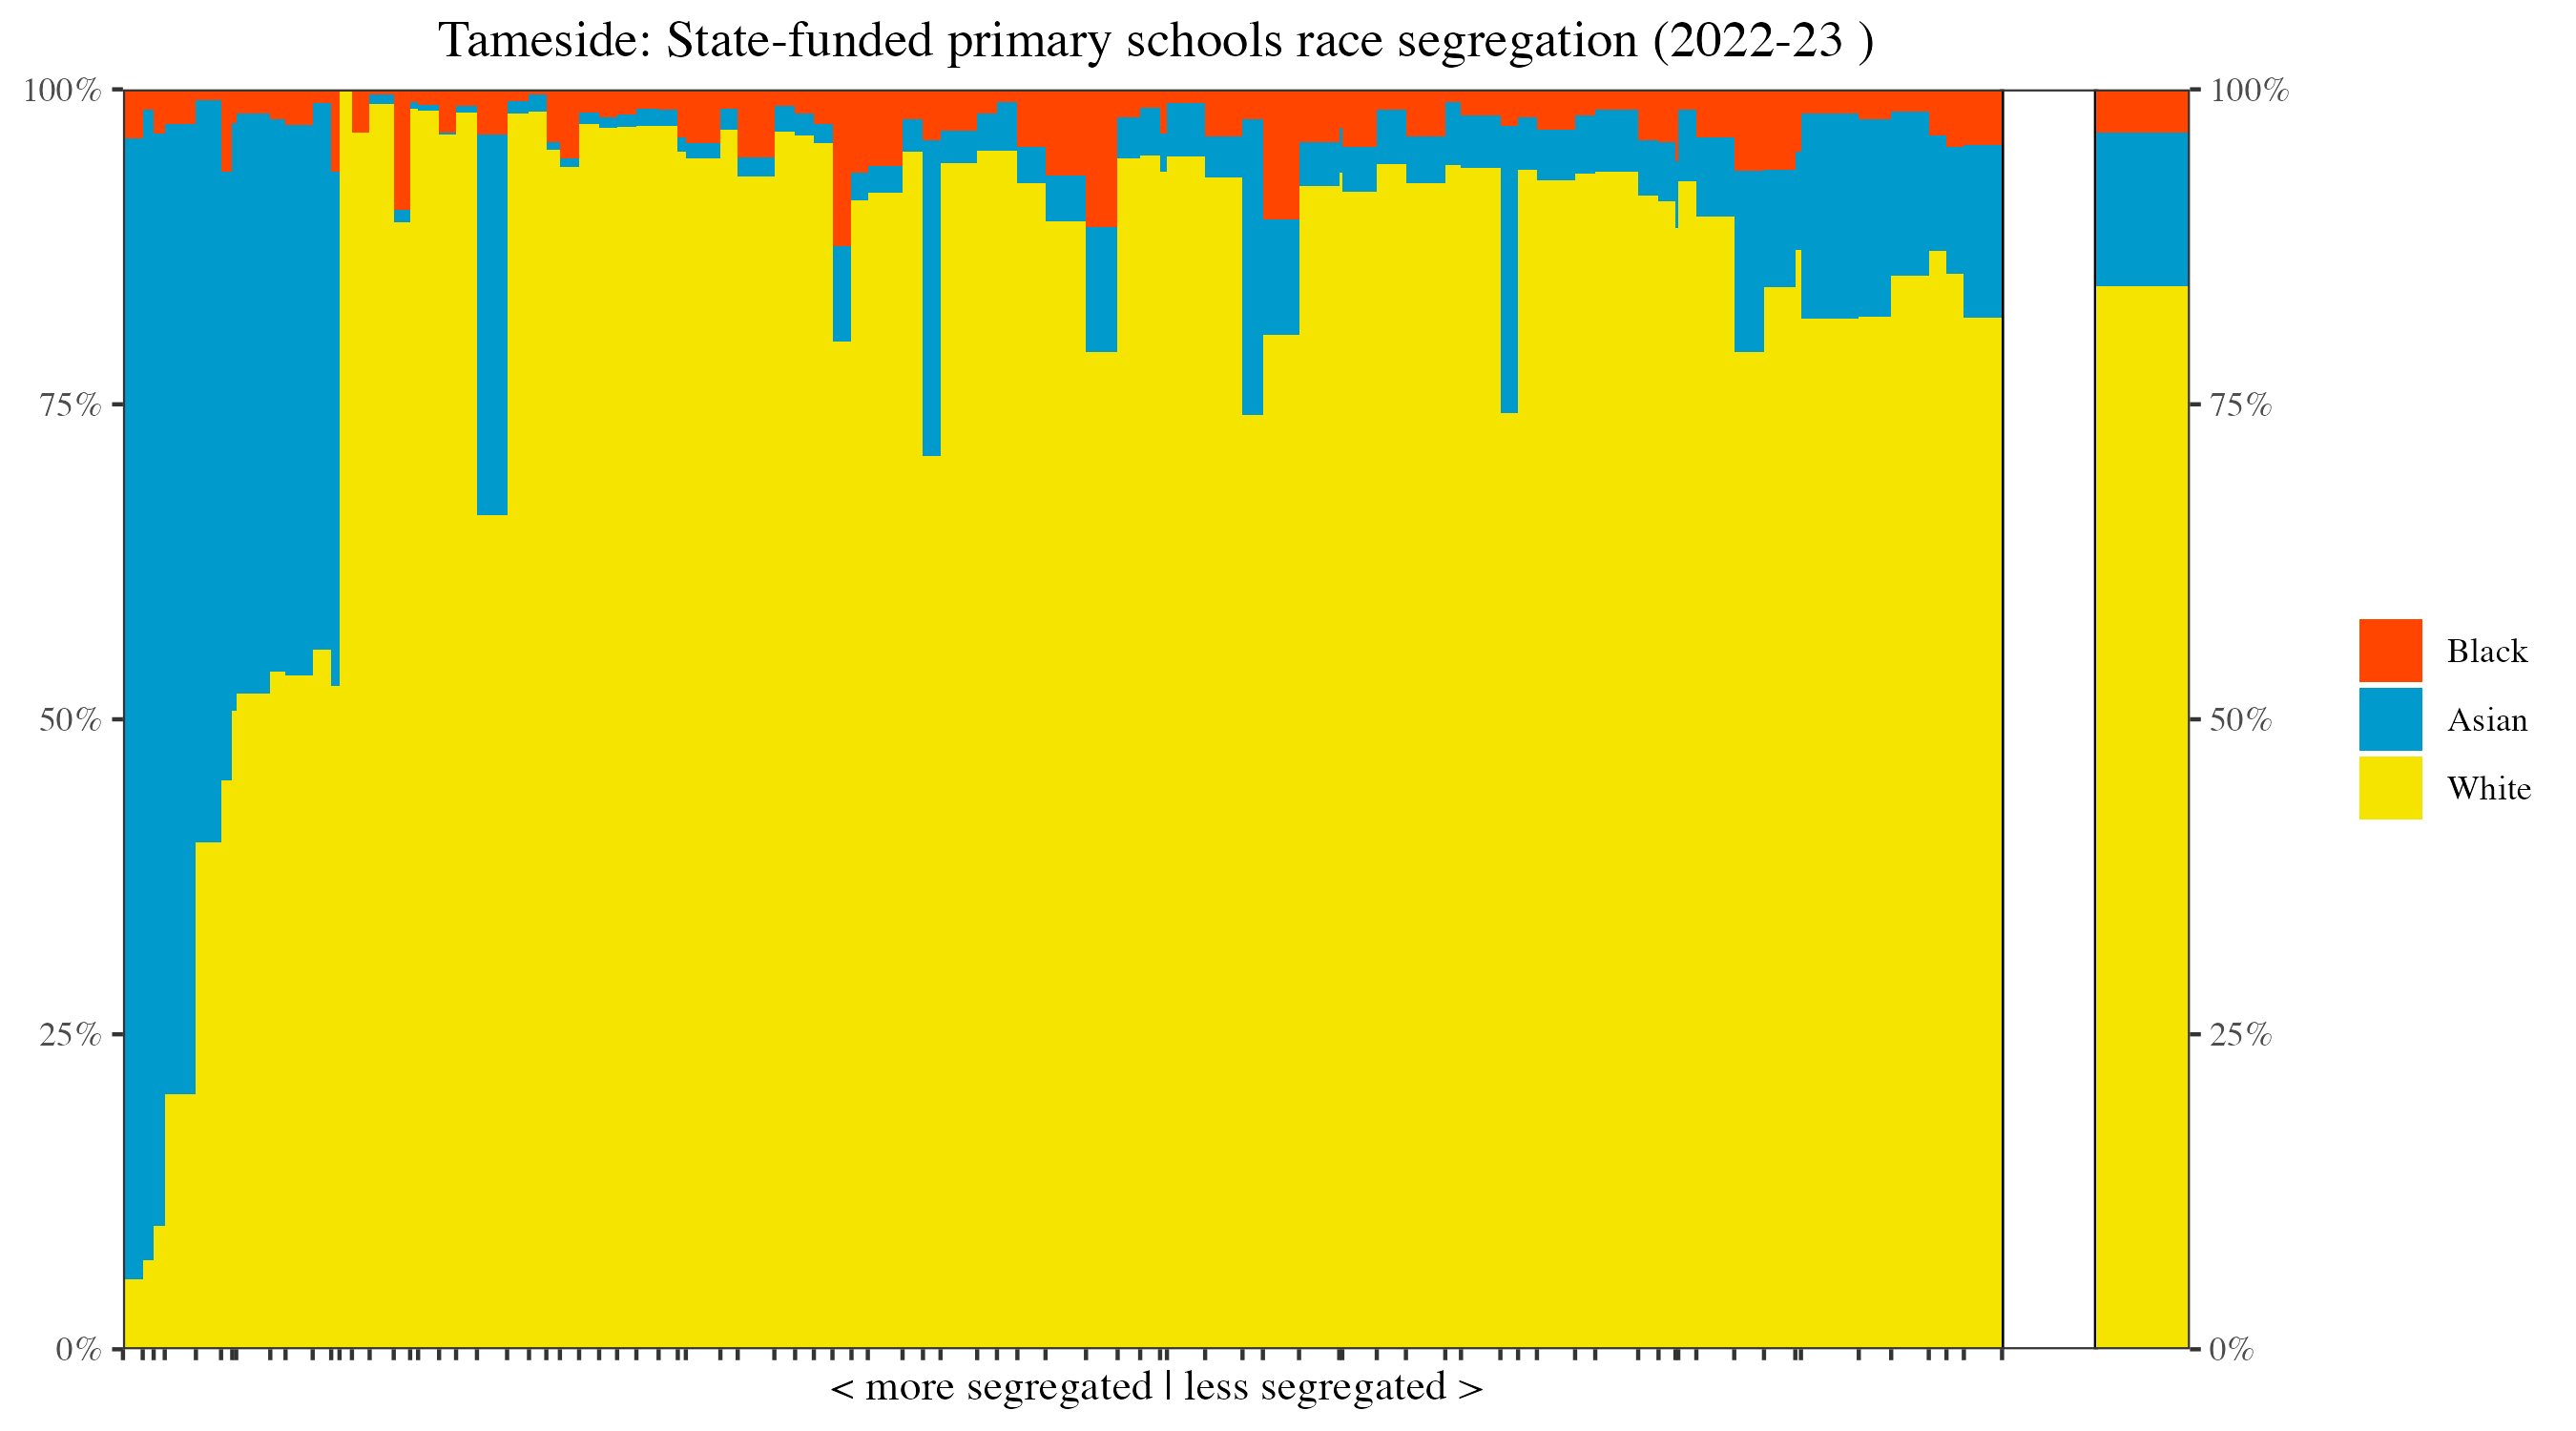 Tameside: State-funded primary schools race segregation (2022-23 )
100%
75%
50%
25%
0%
100%
75%
50%
25%
0%
Black
Asian
White
< more segregated | less segregated >